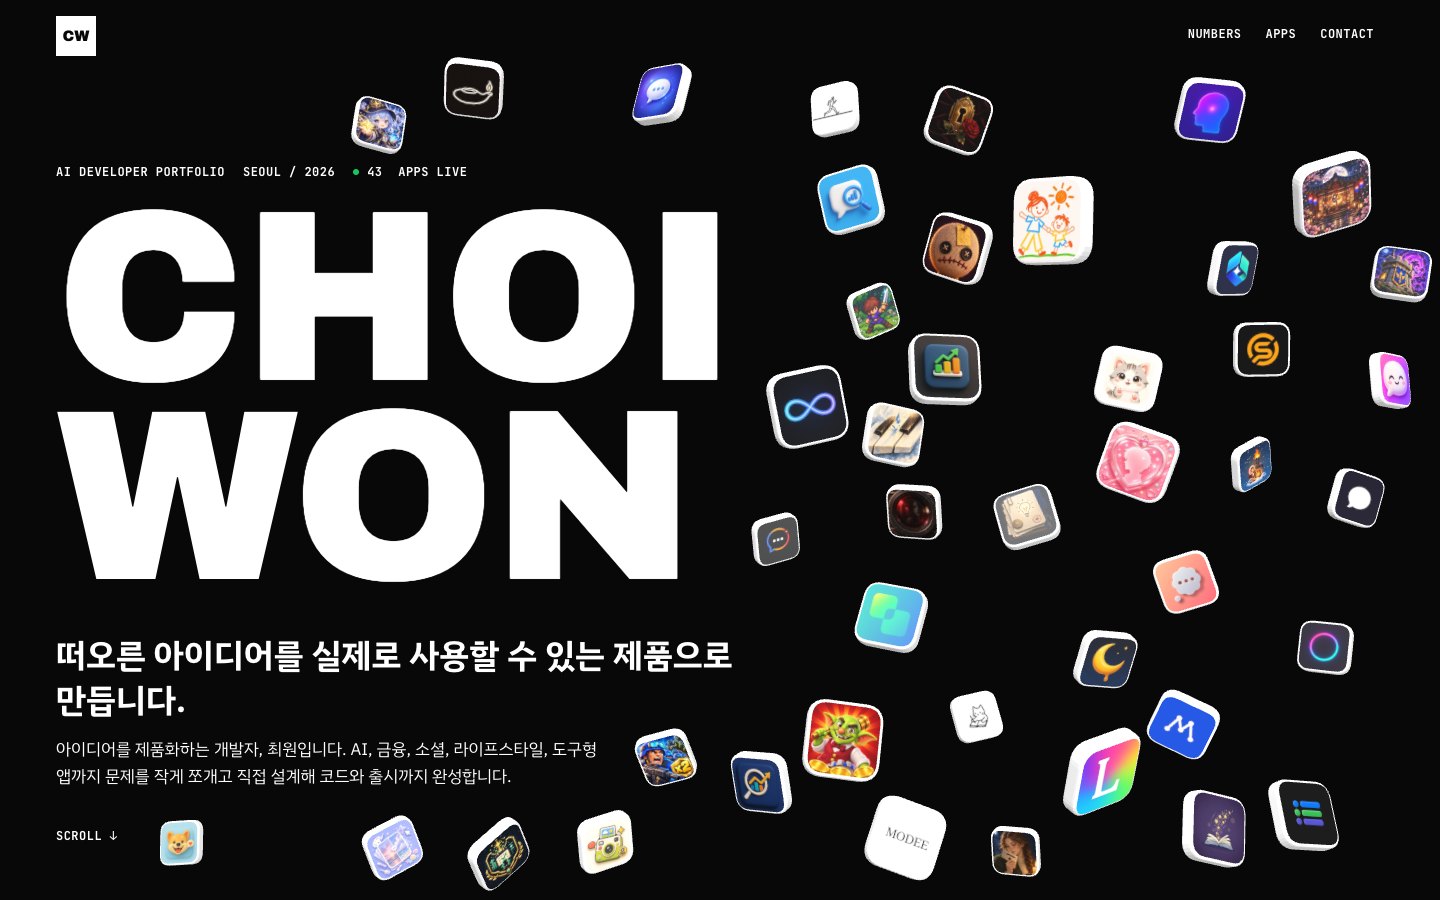 CW
NUMBERS APPS CONTACT
AI DEVELOPER PORTFOLIO SEOUL / 2026 ● 43 APPS LIVE
CHOI
WON
떠오른 아이디어를 실제로 사용할 수 있는 제품으로
만듭니다.
아이디어를 제품화하는 개발자, 최원입니다. AI, 금융, 소셜, 라이프스타일, 도구형
앱까지 문제를 작게 쪼개고 직접 설계해 코드와 출시까지 완성합니다.
S
M
L
MODEE
SCROLL ↓